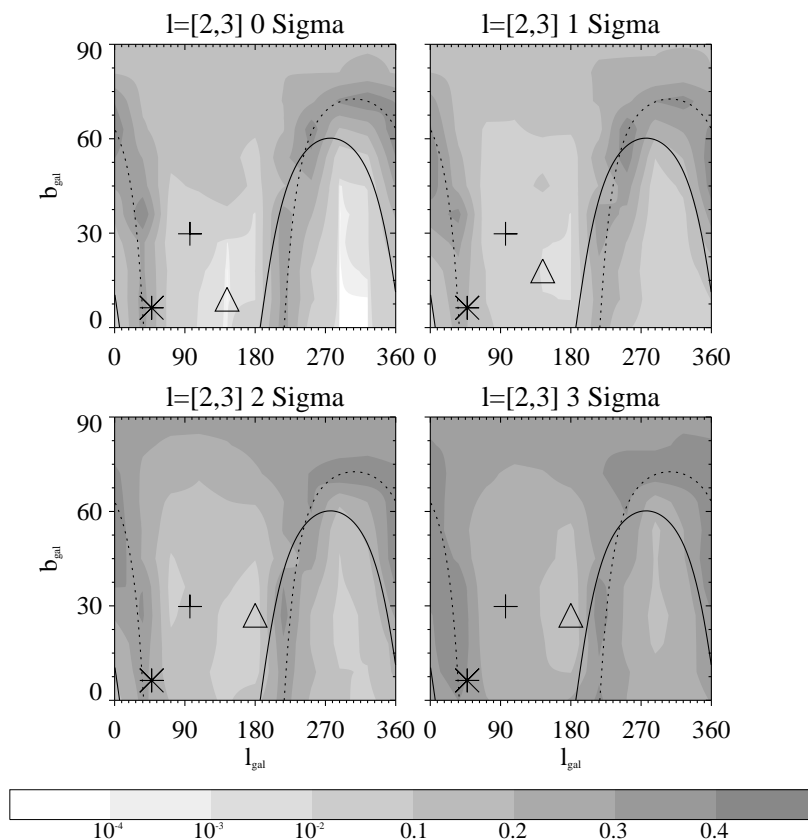 l=[2,3] 0 Sigma
l=[2,3] 1 Sigma
90
60
30
0
b_gal
0 90 180 270 360
0 90 180 270 360
l=[2,3] 2 Sigma
l=[2,3] 3 Sigma
90
60
30
0
b_gal
0 90 180 270 360
0 90 180 270 360
l_gal
l_gal
10^-4 10^-3 10^-2 0.1 0.2 0.3 0.4